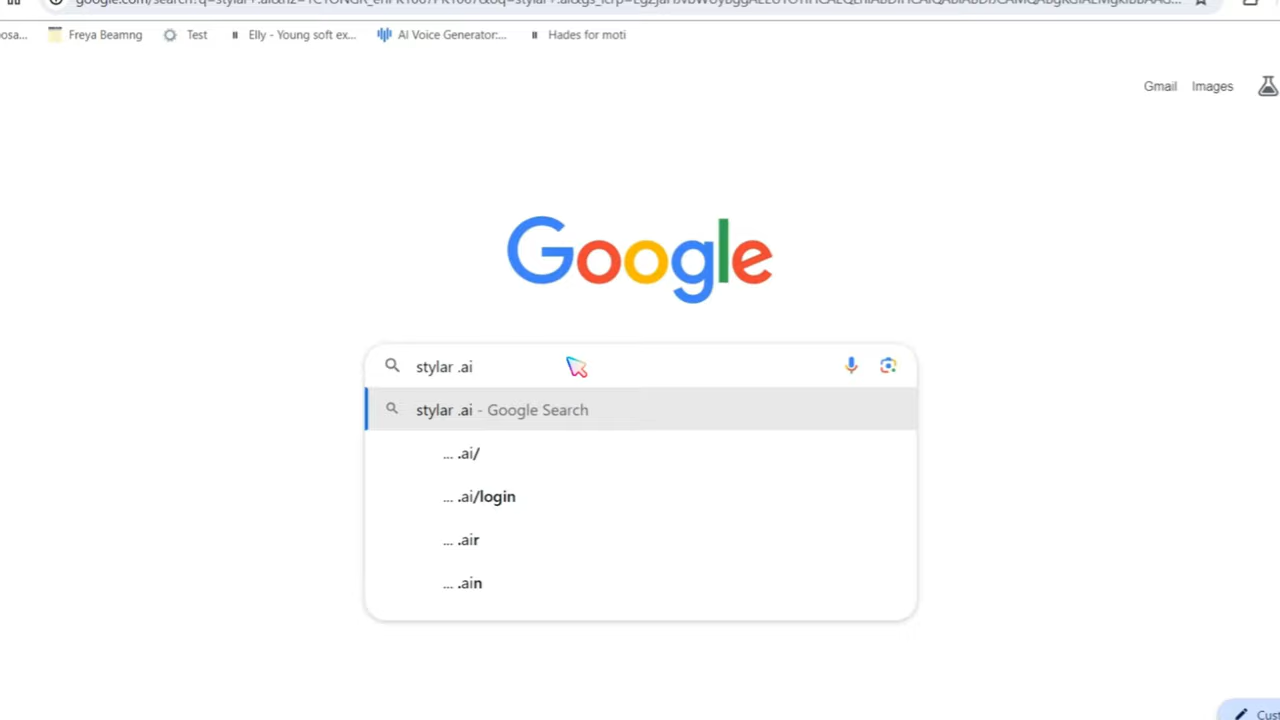 Freya Beamng Test Elly - Young soft ex... AI Voice Generator:... Hades for moti
Gmail Images
Google
stylar .ai
stylar .ai - Google Search
... .ai/
... .ai/login
... .air
... .ain